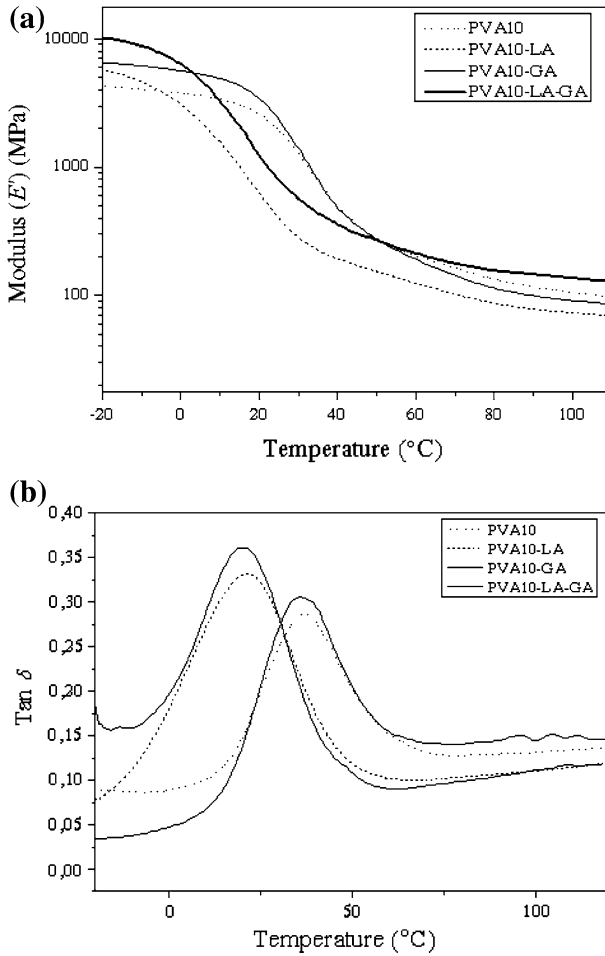 (a)
10000
1000
100
Modulus (E') (MPa)
PVA10
PVA10-LA
PVA10-GA
PVA10-LA-GA
-20 0 20 40 60 80 100
Temperature (°C)
(b)
0,40
0,35
0,30
0,25
0,20
0,15
0,10
0,05
0,00
Tan δ
PVA10
PVA10-LA
PVA10-GA
PVA10-LA-GA
0 50 100
Temperature (°C)